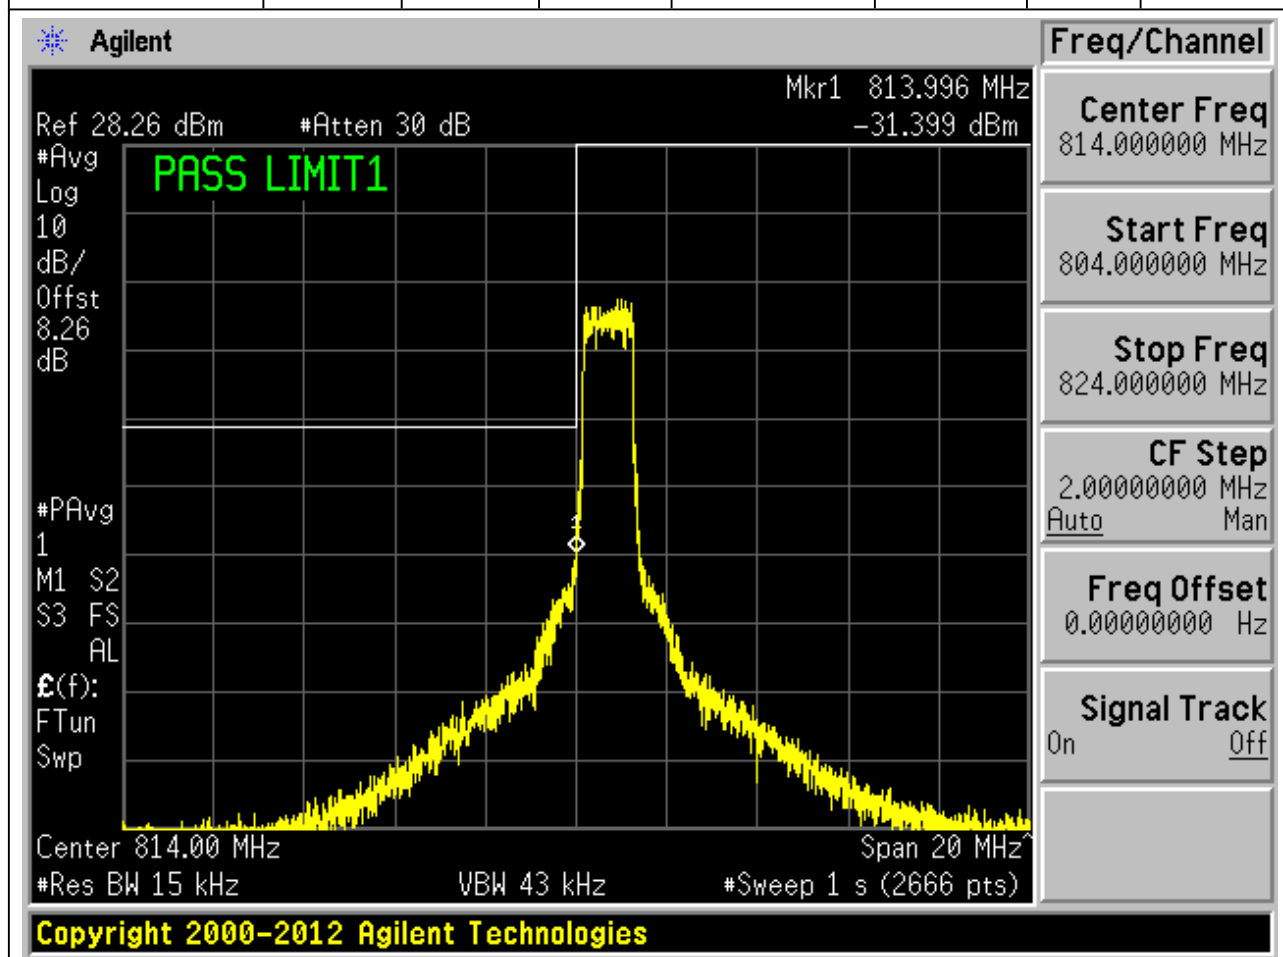 Agilent
Freq/Channel
Mkr1 813.996 MHz
Ref 28.26 dBm #Atten 30 dB -31.399 dBm
#Avg
Log
10
dB/
Offst
8.26
dB
PASS LIMIT1
1
#PAvg
1
M1 S2
S3 FS
AL
£(f):
FTun
Swp
Center 814.00 MHz Span 20 MHz^
#Res BW 15 kHz VBW 43 kHz #Sweep 1 s (2666 pts)
Center Freq
814.000000 MHz
Start Freq
804.000000 MHz
Stop Freq
824.000000 MHz
CF Step
2.00000000 MHz
Auto Man
Freq Offset
0.00000000 Hz
Signal Track
On Off
Copyright 2000-2012 Agilent Technologies